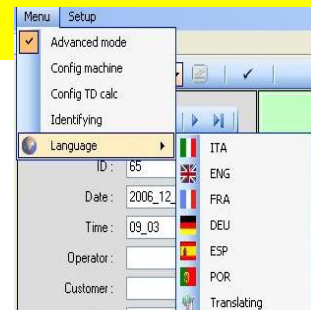 Menu Setup
Advanced mode
Config machine
Config TD calc
Identifying
Language
ITA
ID : 65
ENG
Date : 2006_12_
FRA
Time : 09_03
DEU
Operator :
ESP
Customer :
POR
Translating